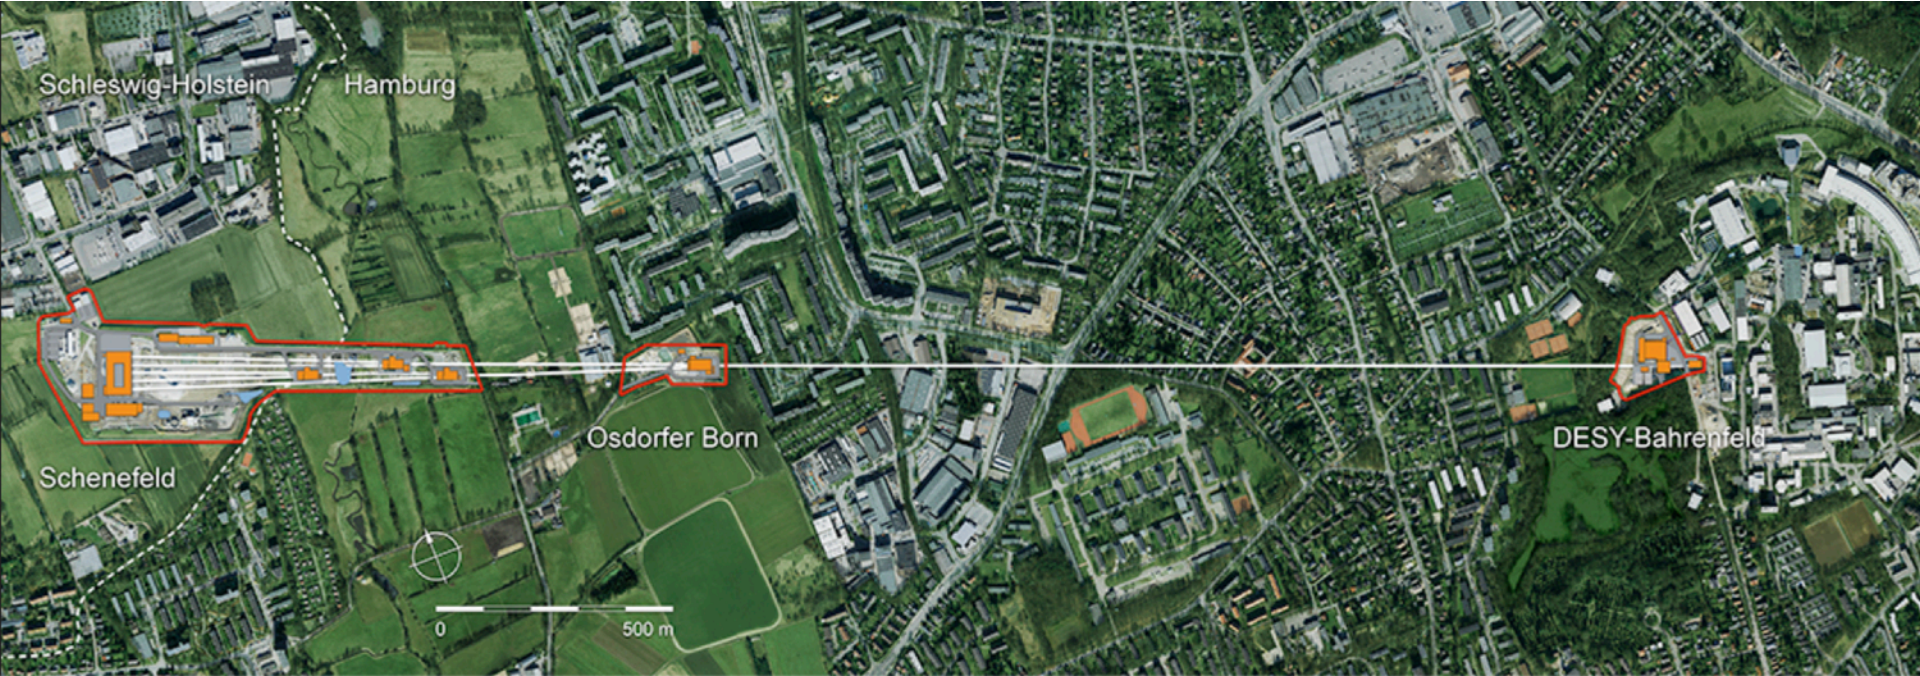 Schleswig-Holstein
Hamburg
Osdorfer Born
DESY-Bahrenfeld
Schenefeld
0
500 m